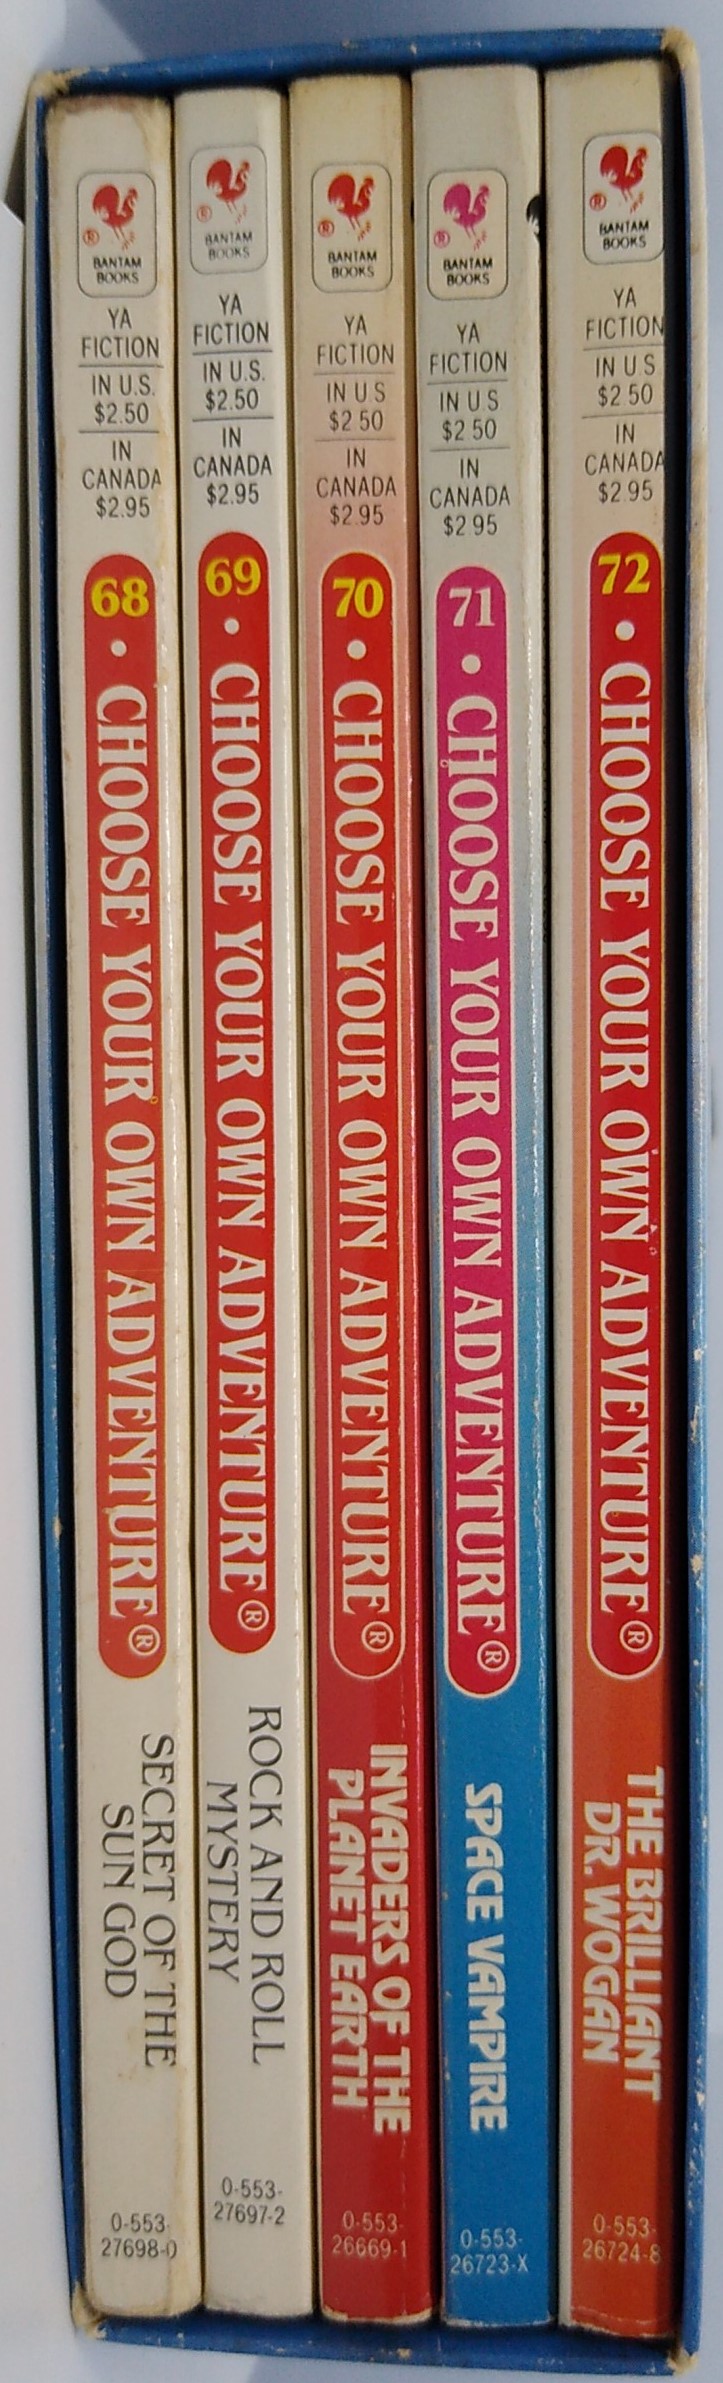 ®
BANTAM
BOOKS
YA
FICTION
IN U.S.
$2.50
IN
CANADA
$2.95
68 • CHOOSE YOUR OWN ADVENTURE®
SECRET OF THE
SUN GOD
0-553-
27698-0
®
BANTAM
BOOKS
YA
FICTION
IN U.S.
$2.50
IN
CANADA
$2.95
69 • CHOOSE YOUR OWN ADVENTURE®
ROCK AND ROLL
MYSTERY
0-553-
27697-2
®
BANTAM
BOOKS
YA
FICTION
IN U.S
$2 50
IN
CANADA
$2.95
70 • CHOOSE YOUR OWN ADVENTURE®
INVADERS OF THE
PLANET EARTH
0-553-
26669-1
®
BANTAM
BOOKS
YA
FICTION
IN U.S
$2 50
IN
CANADA
$2 95
71 • CHOOSE YOUR OWN ADVENTURE®
SPACE VAMPIRE
0-553-
26723-X
®
BANTAM
BOOKS
YA
FICTION
IN U.S
$2 50
IN
CANADA
$2.95
72 • CHOOSE YOUR OWN ADVENTURE®
THE BRILLIANT
DR. WOGAN
0-553-
26724-8